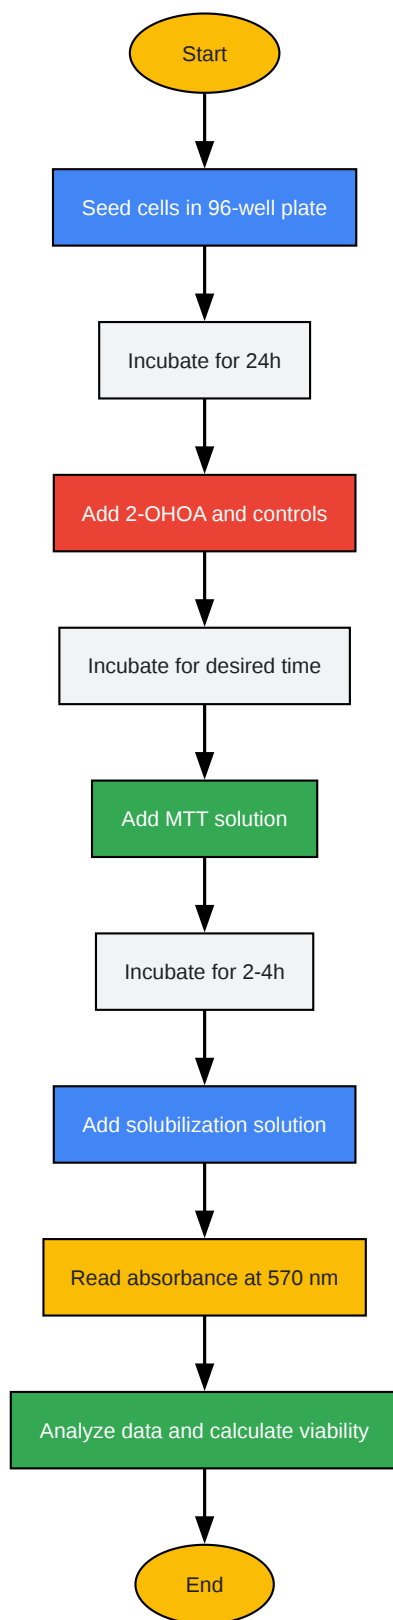 Start
Seed cells in 96-well plate
Incubate for 24h
Add 2-OHOA and controls
Incubate for desired time
Add MTT solution
Incubate for 2-4h
Add solubilization solution
Read absorbance at 570 nm
Analyze data and calculate viability
End